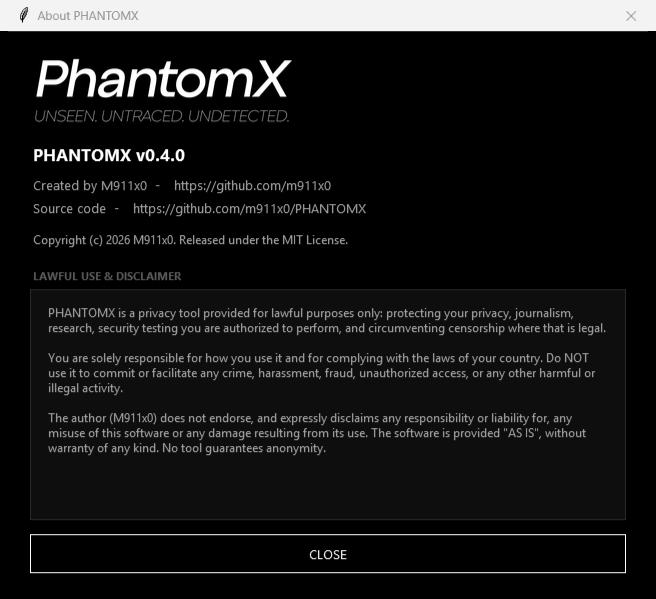 About PHANTOMX
PhantomX
UNSEEN. UNTRACED. UNDETECTED.
PHANTOMX v0.4.0
Created by M911x0 - https://github.com/m911x0
Source code - https://github.com/m911x0/PHANTOMX
Copyright (c) 2026 M911x0. Released under the MIT License.
LAWFUL USE & DISCLAIMER
PHANTOMX is a privacy tool provided for lawful purposes only: protecting your privacy, journalism,
research, security testing you are authorized to perform, and circumventing censorship where that is legal.
You are solely responsible for how you use it and for complying with the laws of your country. Do NOT
use it to commit or facilitate any crime, harassment, fraud, unauthorized access, or any other harmful or
illegal activity.
The author (M911x0) does not endorse, and expressly disclaims any responsibility or liability for, any
misuse of this software or any damage resulting from its use. The software is provided "AS IS", without
warranty of any kind. No tool guarantees anonymity.
CLOSE